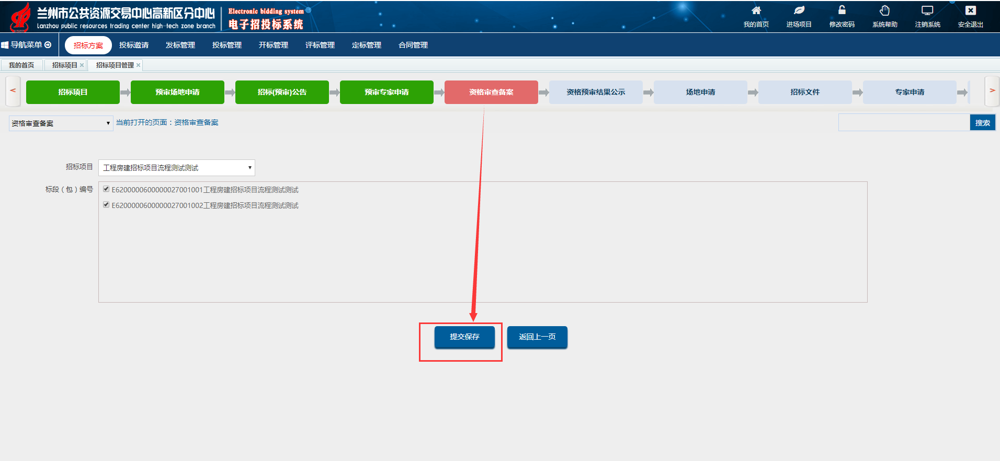 兰州市公共资源交易中心高新区分中心
Lanzhou public resources trading center high-tech zone branch
Electronic bidding system
电子招投标系统
我的首页 进场项目 修改密码 系统帮助 注销系统 安全退出
导航菜单 招标方案 投标邀请 发标管理 投标管理 开标管理 评标管理 定标管理 合同管理
我的首页 招标项目 × 招标项目管理 ×
< 招标项目 预审场地申请 招标(预审)公告 预审专家申请 资格审查备案 资格预审结果公示 场地申请 招标文件 专家申请 >
资格审查备案 当前打开的页面：资格审查备案 搜索
招标项目 工程房建招标项目流程测试测试
标段（包）编号 E6200000600000027001001工程房建招标项目流程测试测试
E6200000600000027001002工程房建招标项目流程测试测试
提交保存 返回上一页